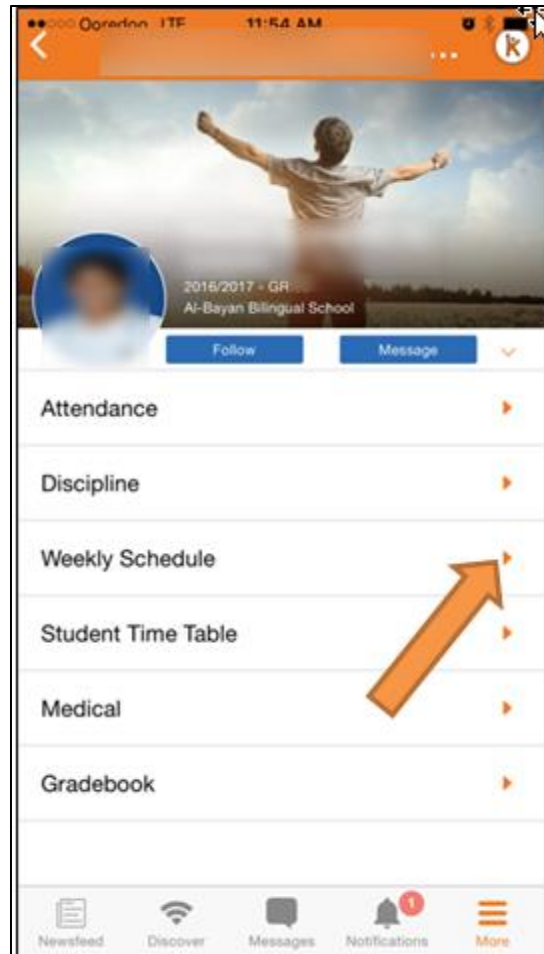 Ooredoo LTE 11:54 AM
2016/2017 - GR
Al-Bayan Bilingual School
Follow Message
Attendance
Discipline
Weekly Schedule
Student Time Table
Medical
Gradebook
1
Newsfeed Discover Messages Notifications More